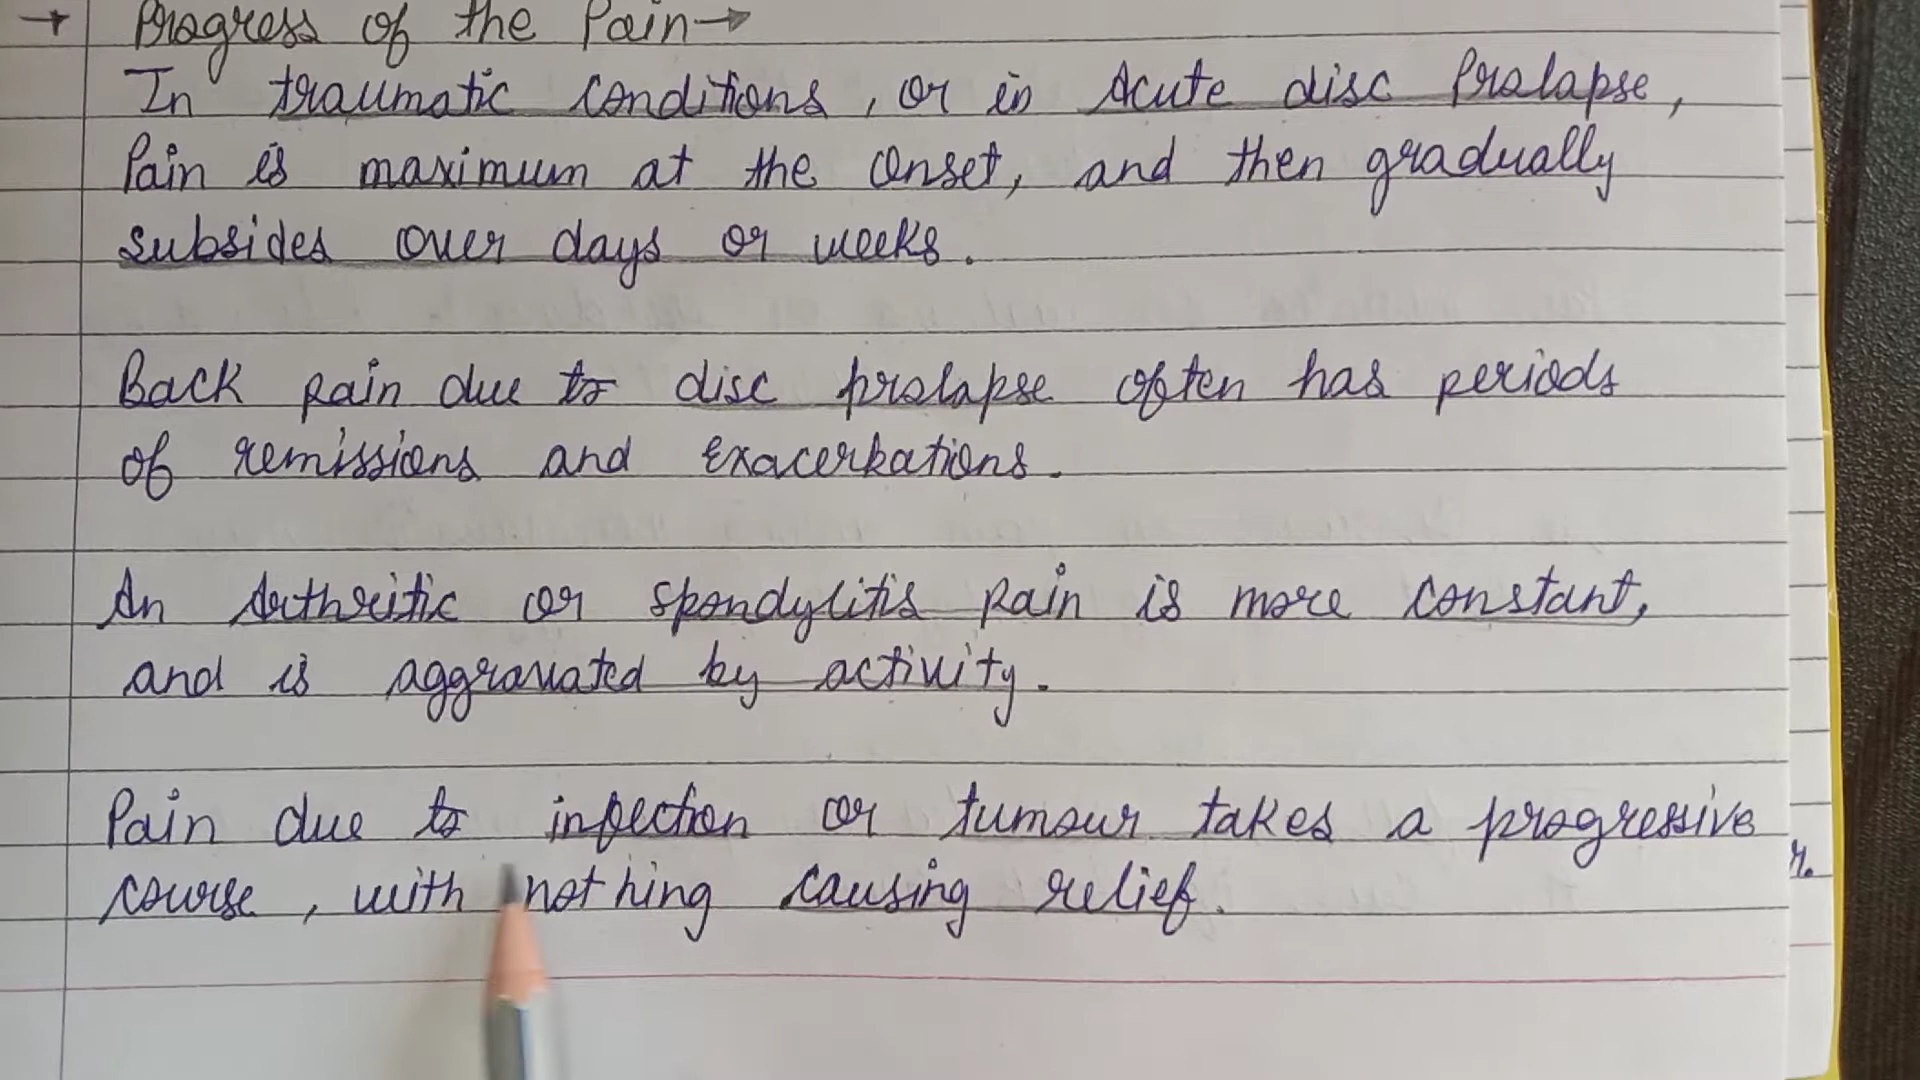 → Progress of the Pain→
In traumatic conditions, or in Acute disc Prolapse,
Pain is maximum at the onset, and then gradually
subsides over days or weeks.
Back pain due to disc prolapse often has periods
of remissions and exacerbations.
An Arthritic or spondylitis pain is more constant,
and is aggravated by activity.
Pain due to infection or tumour takes a progressive
course, with nothing causing relief.
r.